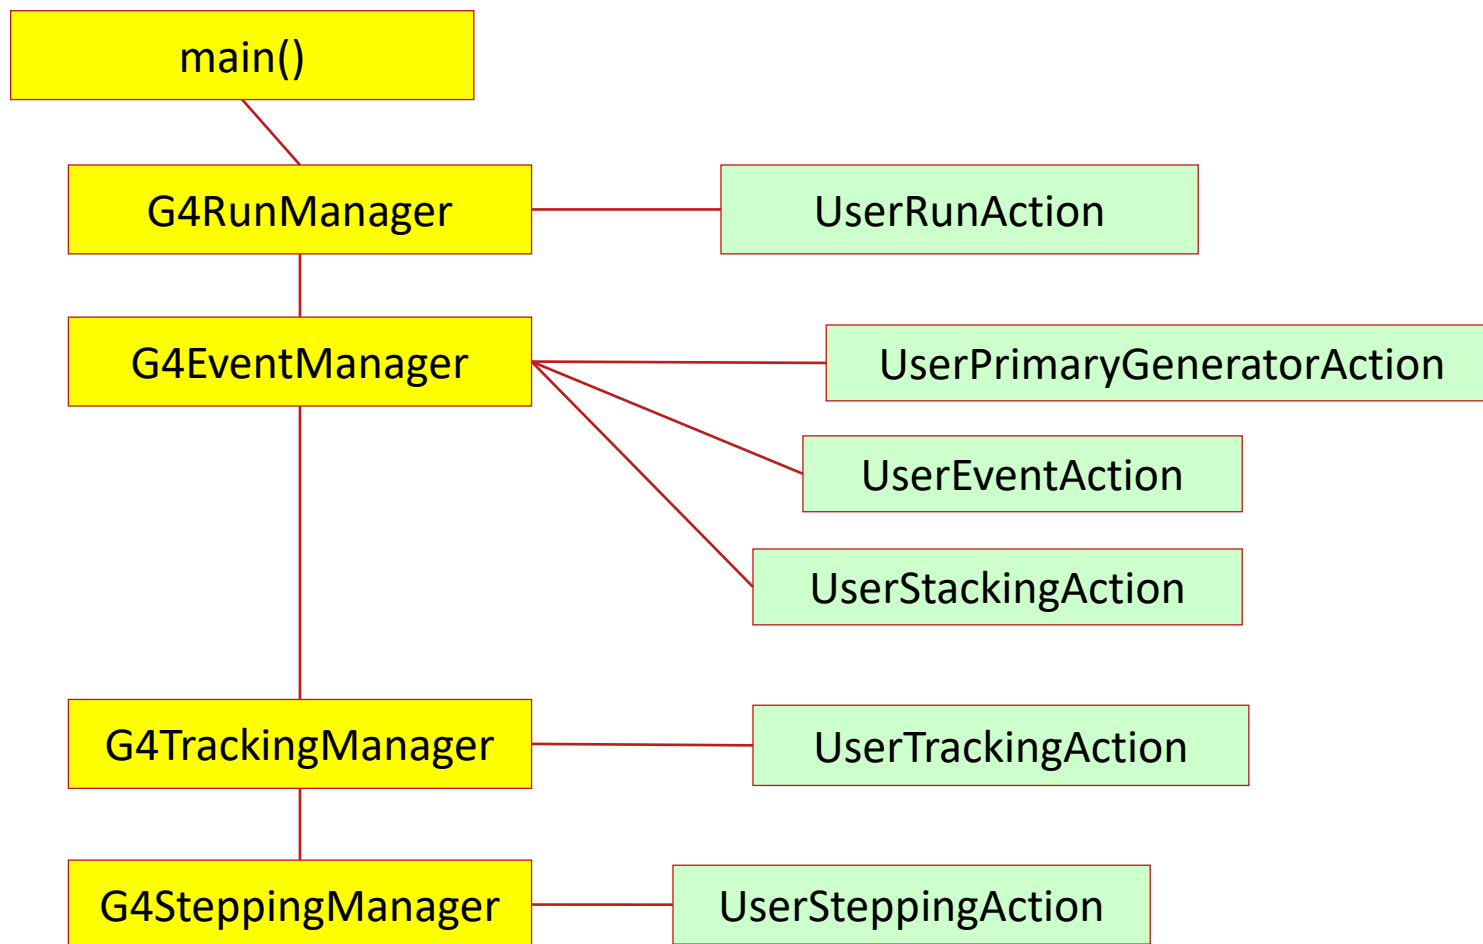 main()
G4RunManager
UserRunAction
G4EventManager
UserPrimaryGeneratorAction
UserEventAction
UserStackingAction
G4TrackingManager
UserTrackingAction
G4SteppingManager
UserSteppingAction